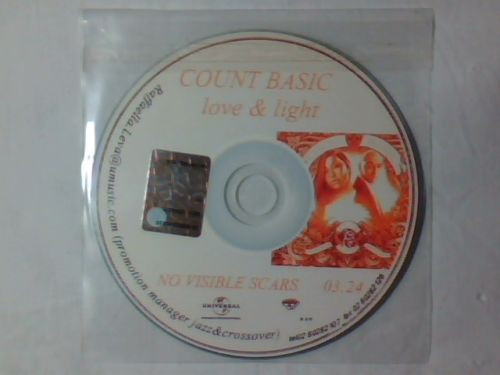 COUNT BASIC
love & light
Raffaella.Leva@umusic.com (promotion manager jazz&crossover)
NO VISIBLE SCARS 03.24
UNIVERSAL